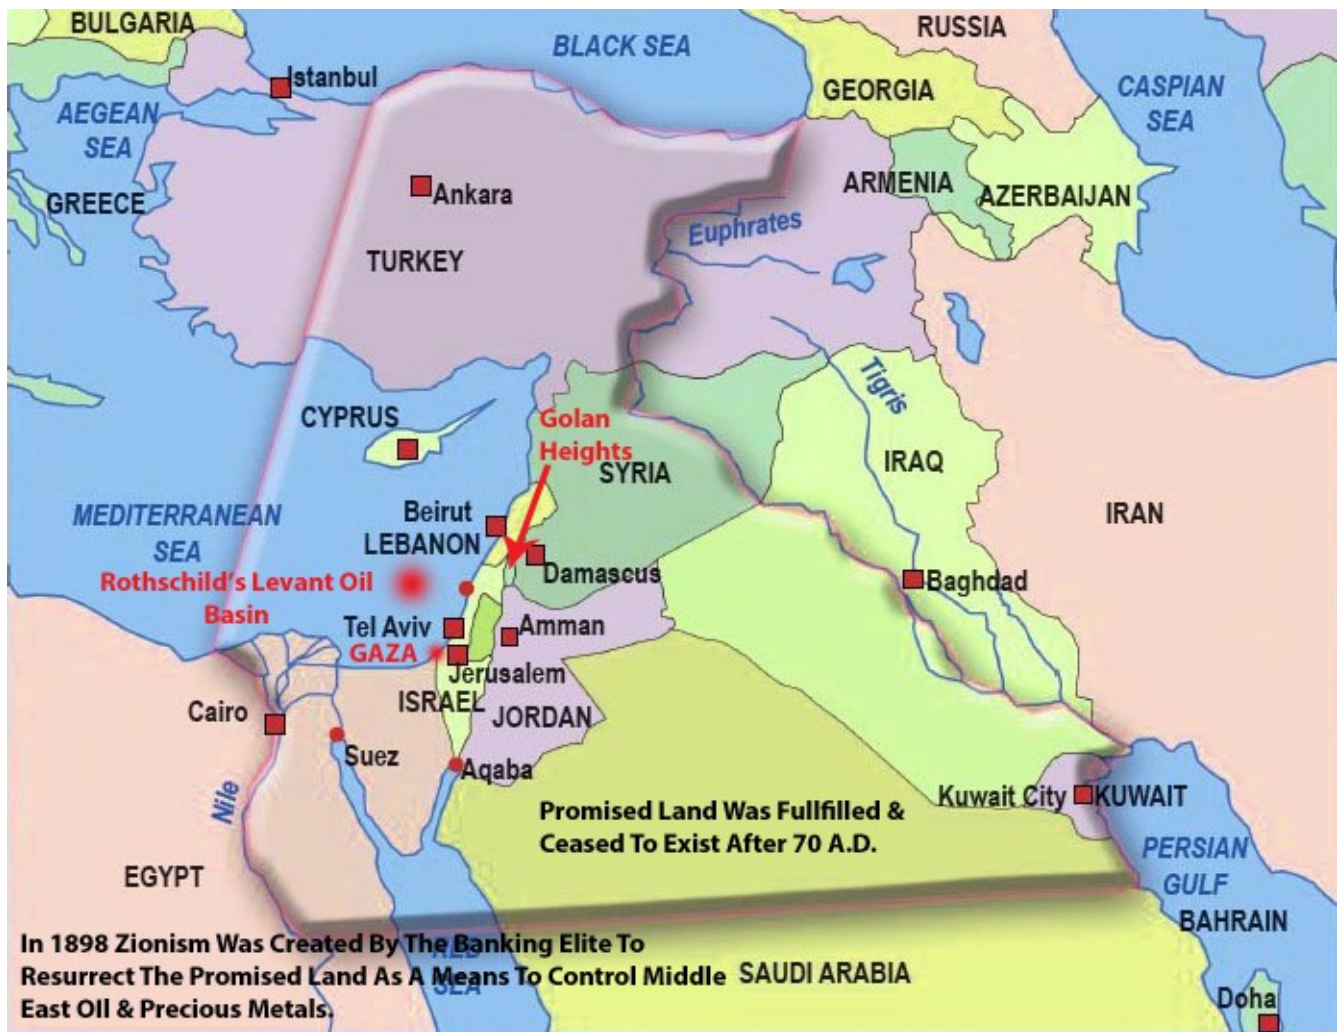 BULGARIA
RUSSIA
BLACK SEA
Istanbul
CASPIAN
SEA
GEORGIA
AEGEAN
SEA
ARMENIA
AZERBAIJAN
Ankara
GREECE
Euphrates
TURKEY
Tigris
CYPRUS
Golan
Heights
SYRIA
IRAQ
MEDITERRANEAN
SEA
Beirut
LEBANON
IRAN
Rothschild's Levant Oil
Basin
Damascus
Baghdad
Tel Aviv
Amman
GAZA
Jerusalem
ISRAEL
JORDAN
Cairo
Suez
Aqaba
Nile
Kuwait City
KUWAIT
Promised Land Was Fullfilled &
Ceased To Exist After 70 A.D.
PERSIAN
GULF
EGYPT
BAHRAIN
In 1898 Zionism Was Created By The Banking Elite To
Resurrect The Promised Land As A Means To Control Middle
East OIl & Precious Metals.
RED
SEA
SAUDI ARABIA
Doha